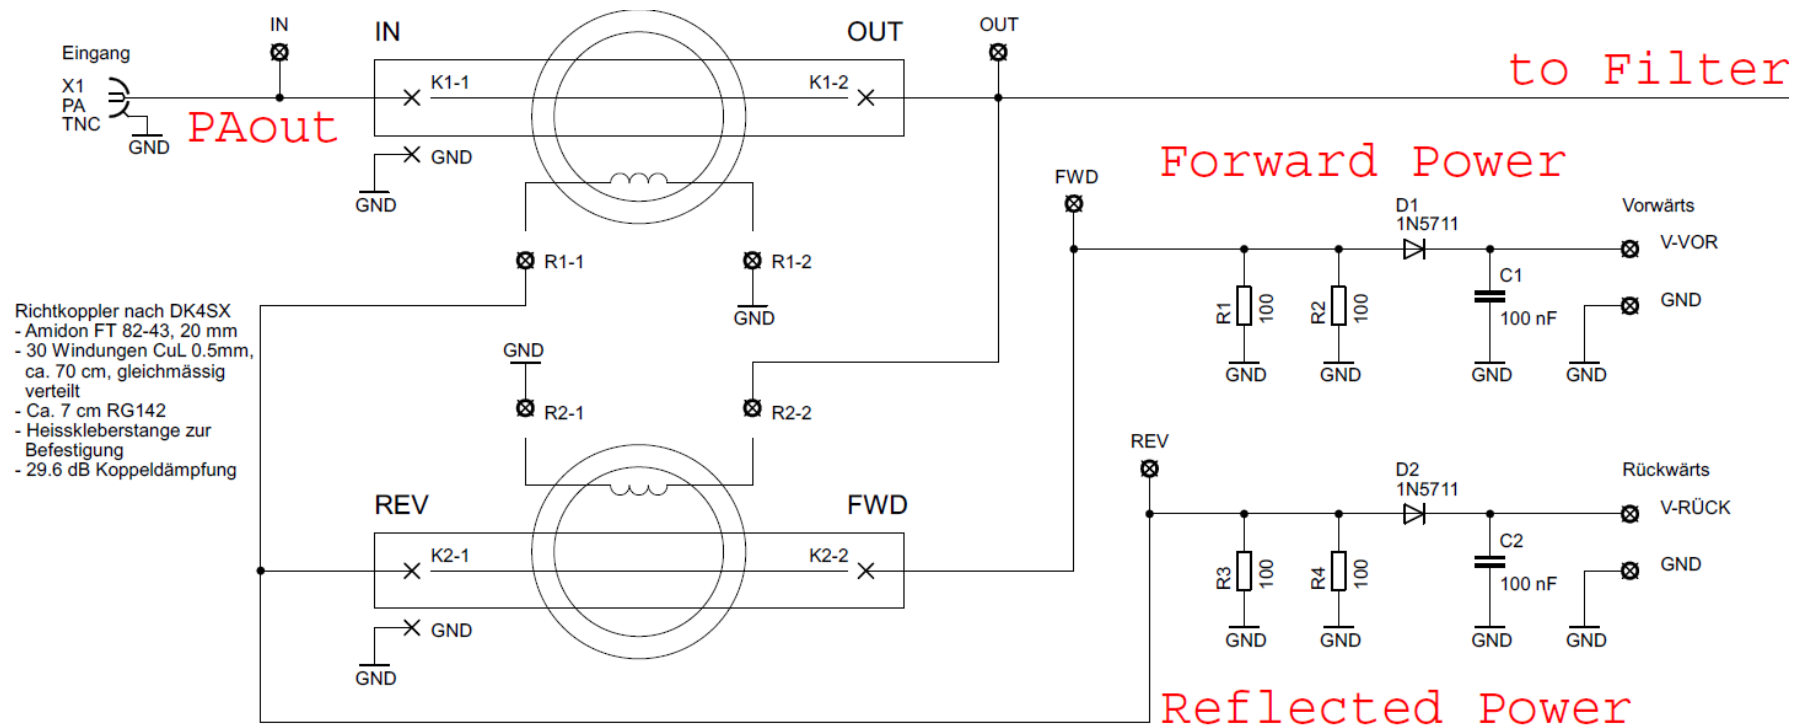 IN
IN
OUT
OUT
Eingang
X1
PA
TNC
GND
PAout
K1-1
K1-2
to Filter
GND
GND
Forward Power
FWD
R1-1
R1-2
GND
D1
1N5711
Vorwärts
V-VOR
C1
100 nF
GND
R1
100
R2
100
GND
GND
GND
GND
Richtkoppler nach DK4SX
- Amidon FT 82-43, 20 mm
- 30 Windungen CuL 0.5mm,
ca. 70 cm, gleichmässig
verteilt
- Ca. 7 cm RG142
- Heisskleberstange zur
Befestigung
- 29.6 dB Koppeldämpfung
GND
R2-1
R2-2
REV
FWD
K2-1
K2-2
GND
GND
REV
D2
1N5711
Rückwärts
V-RÜCK
C2
100 nF
GND
R3
100
R4
100
GND
GND
GND
GND
Reflected Power